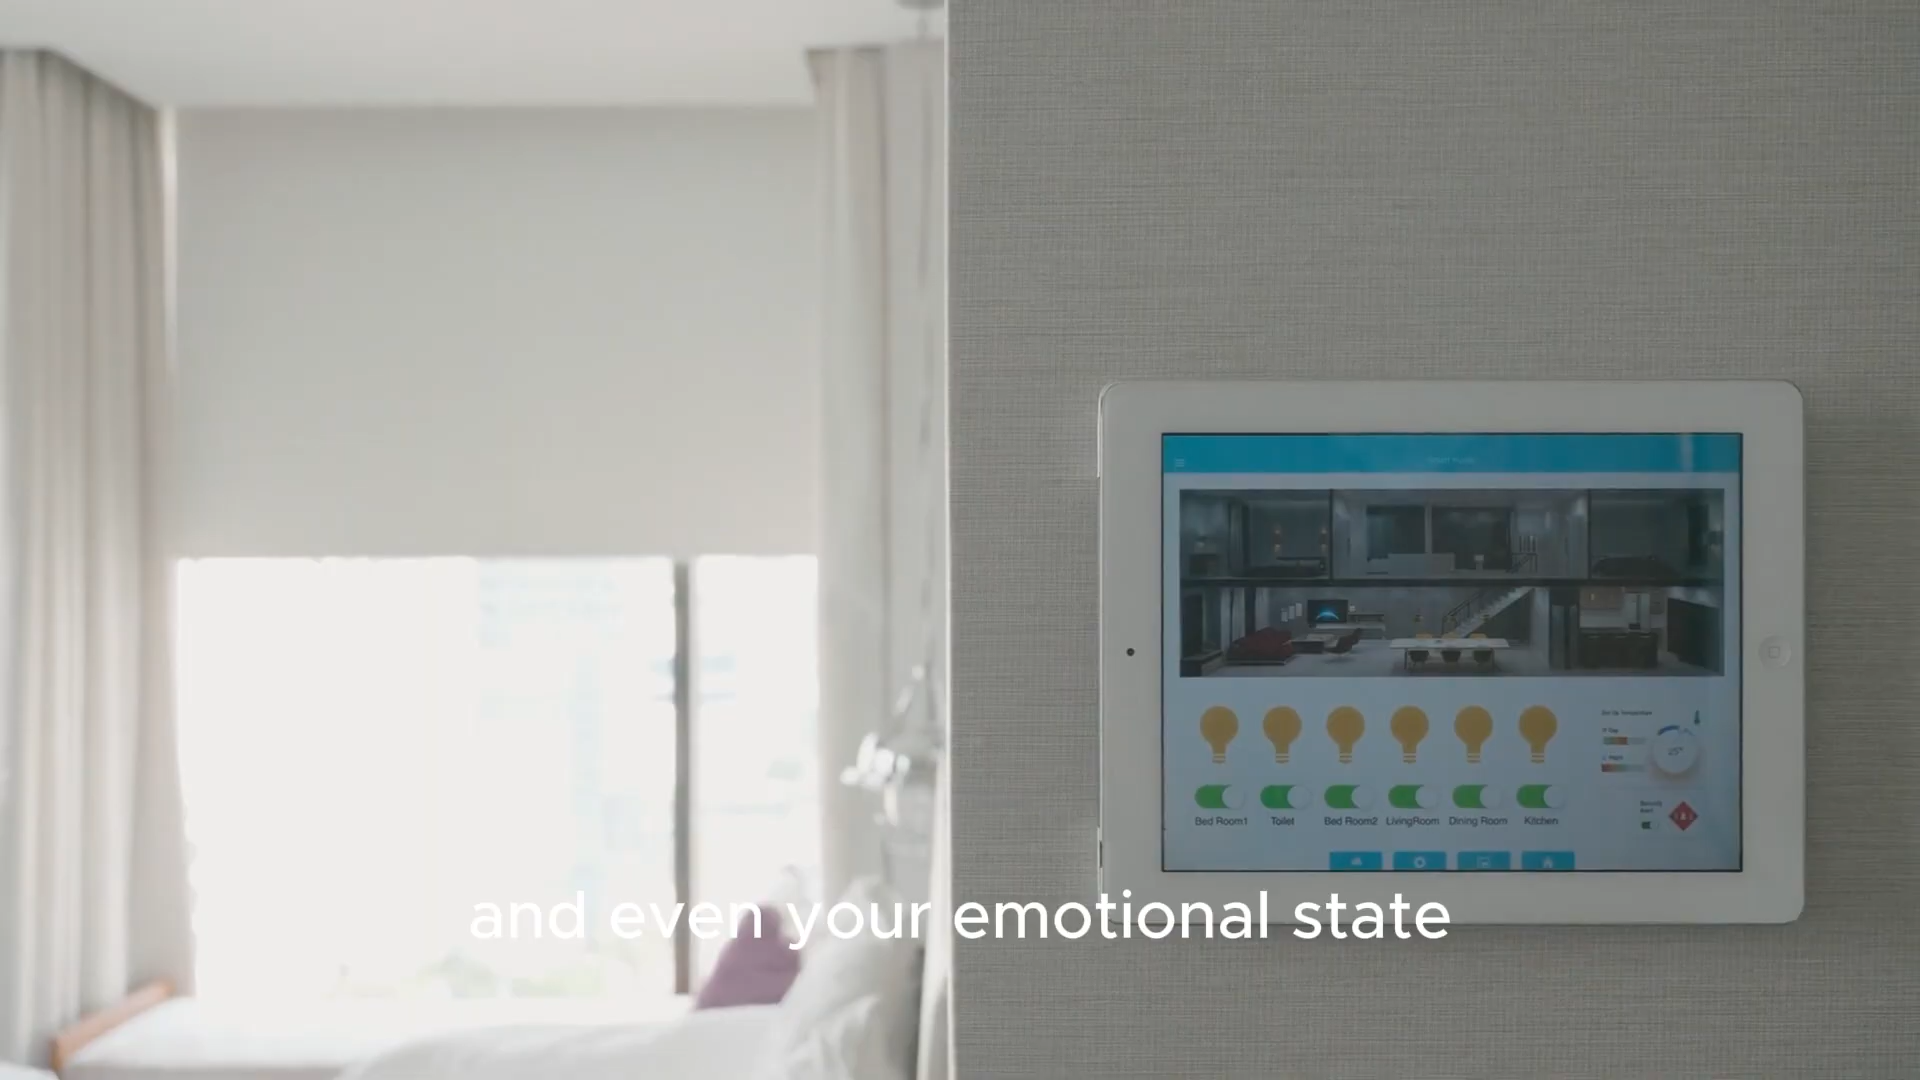 Bed Room1 Toilet Bed Room2 LivingRoom Dining Room Kitchen
and even your emotional state